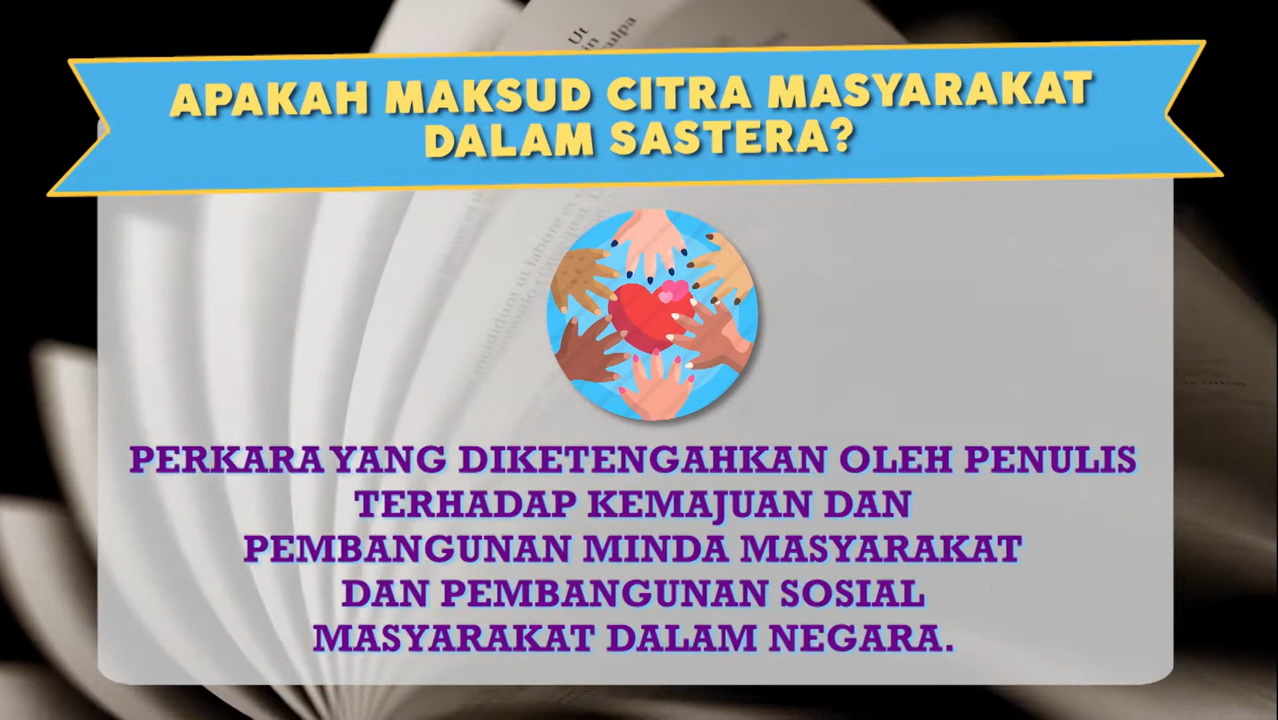 APAKAH MAKSUD CITRA MASYARAKAT
DALAM SASTERA?
PERKARA YANG DIKETENGAHKAN OLEH PENULIS
TERHADAP KEMAJUAN DAN
PEMBANGUNAN MINDA MASYARAKAT
DAN PEMBANGUNAN SOSIAL
MASYARAKAT DALAM NEGARA.